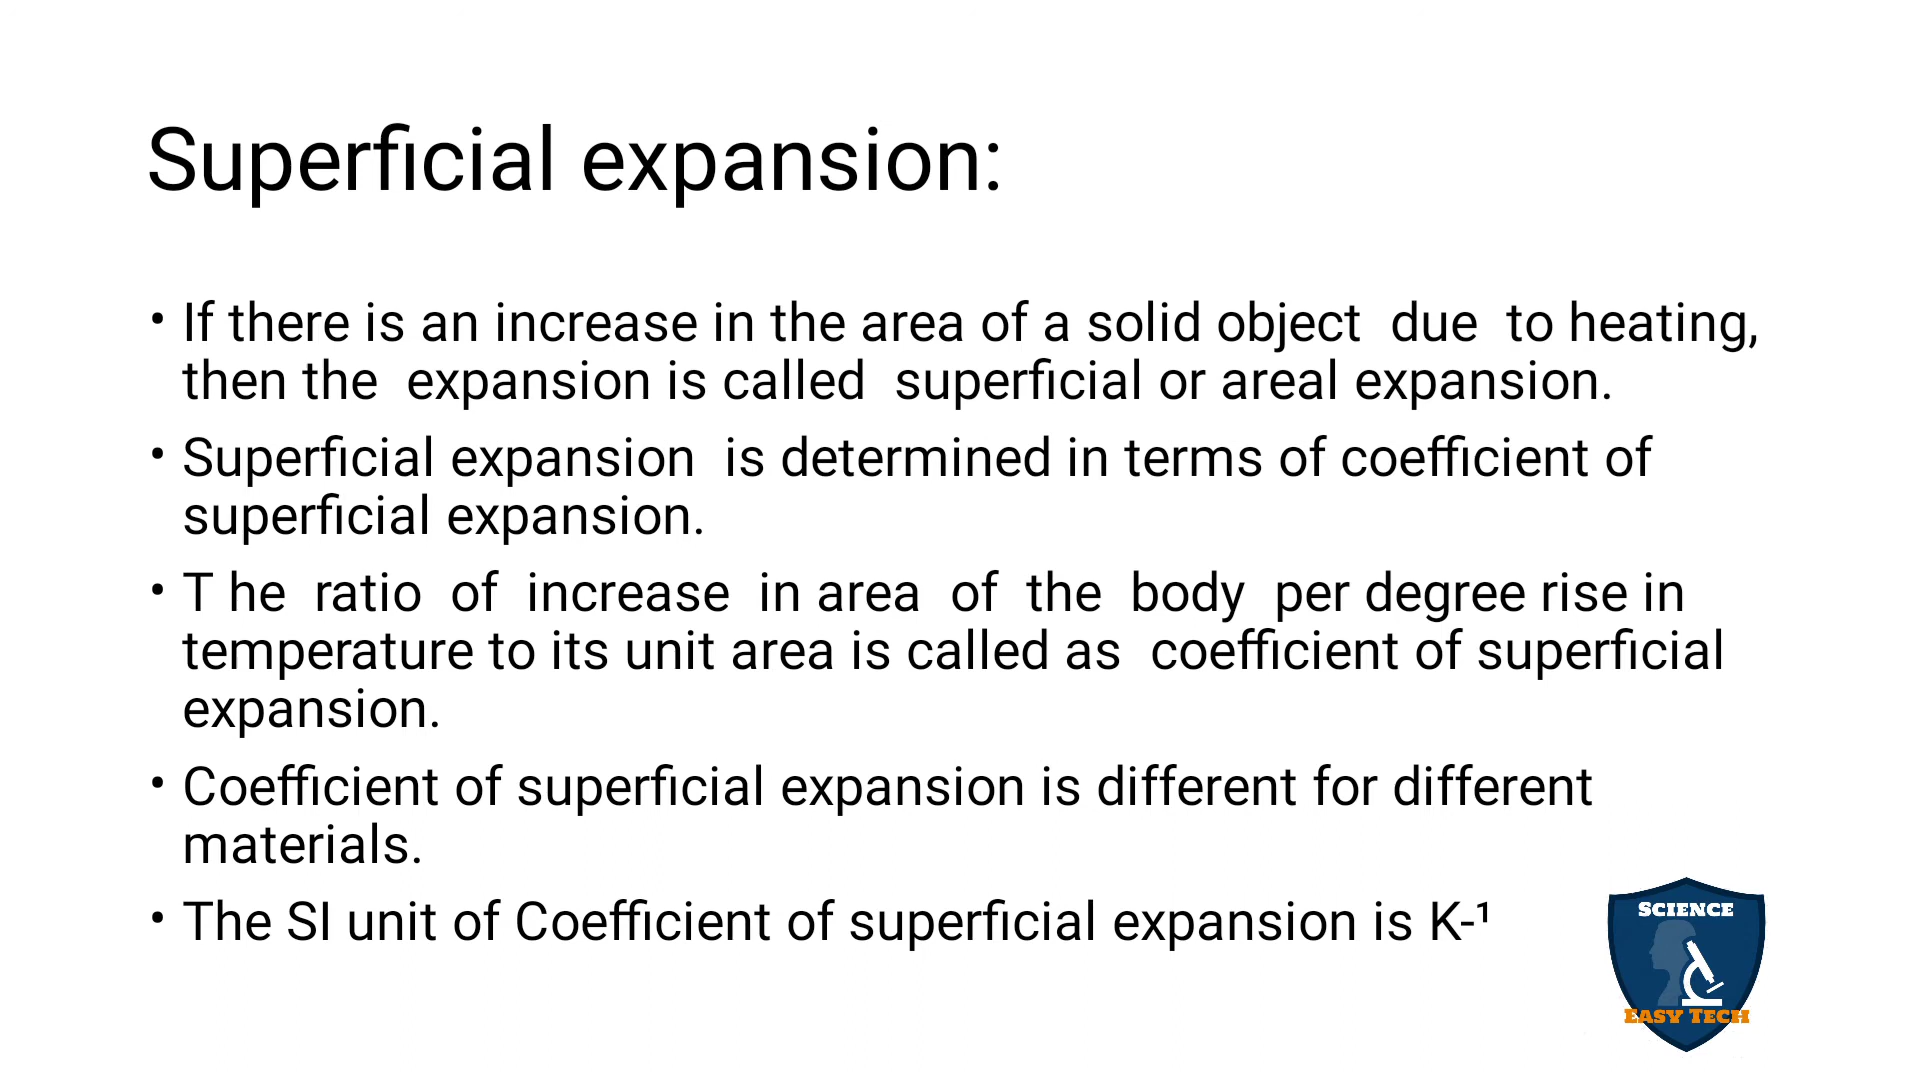 Superficial expansion:
• If there is an increase in the area of a solid object  due  to heating,
then the  expansion is called  superficial or areal expansion.
• Superficial expansion  is determined in terms of coefficient of
superficial expansion.
• T he  ratio  of  increase  in area  of  the  body  per degree rise in
temperature to its unit area is called as  coefficient of superficial
expansion.
• Coefficient of superficial expansion is different for different
materials.
• The SI unit of Coefficient of superficial expansion is K-¹
SCIENCE
EASY TECH